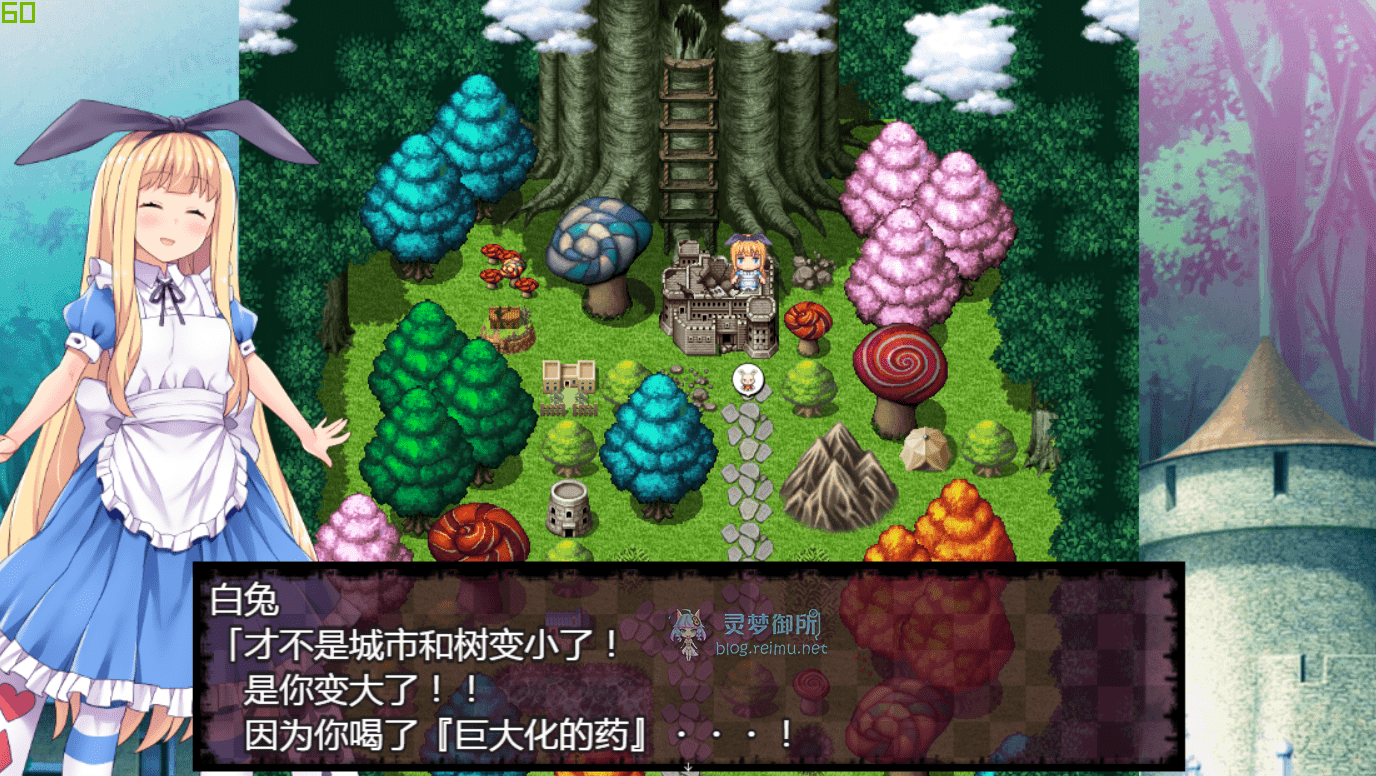 60
白兔
「才不是城市和树变小了！
是你变大了！！
因为你喝了『巨大化的药』・・・！
灵梦御所
blog.reimu.net